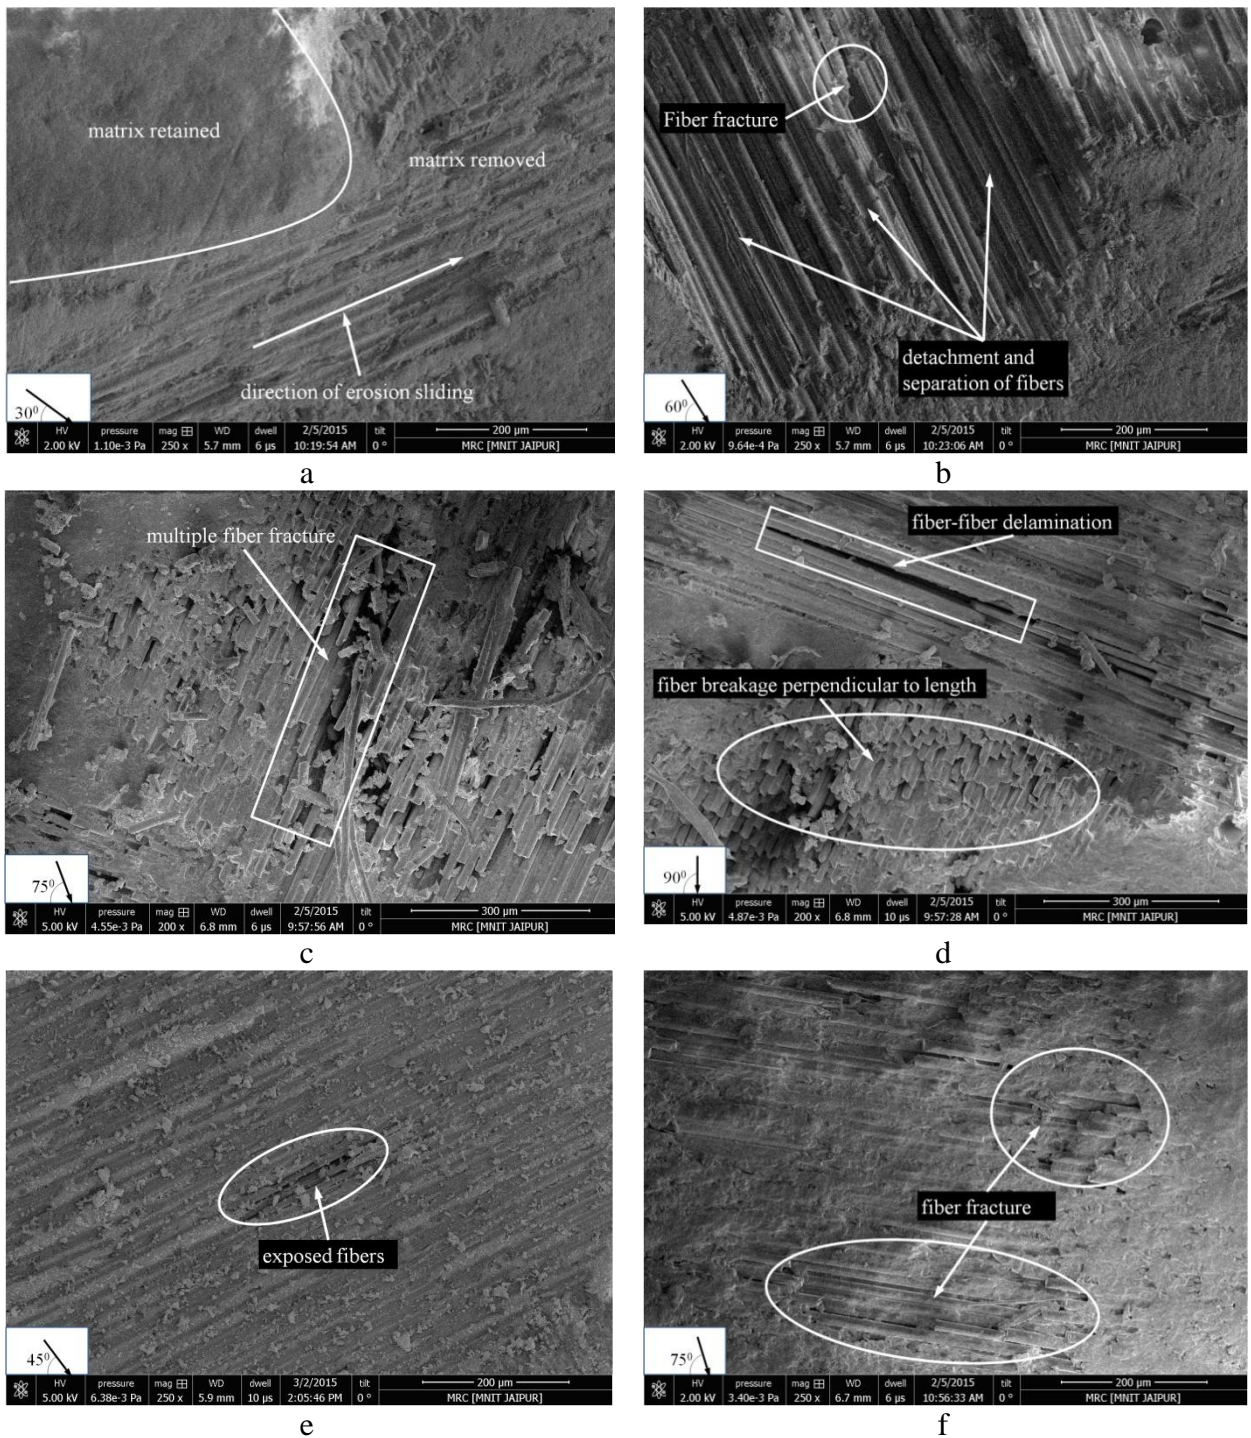 matrix retained
matrix removed
direction of erosion sliding
30⁰
HV pressure mag WD dwell 2/5/2015 tilt 200 µm
2.00 kV 1.10e-3 Pa 250 x 5.7 mm 6 µs 10:19:54 AM 0 ° MRC [MNIT JAIPUR]
a
Fiber fracture
detachment and
separation of fibers
60⁰
HV pressure mag WD dwell 2/5/2015 tilt 200 µm
2.00 kV 9.64e-4 Pa 250 x 5.7 mm 6 µs 10:23:06 AM 0 ° MRC [MNIT JAIPUR]
b
multiple fiber fracture
75⁰
HV pressure mag WD dwell 2/5/2015 tilt 300 µm
5.00 kV 4.55e-3 Pa 200 x 6.8 mm 6 µs 9:57:56 AM 0 ° MRC [MNIT JAIPUR]
c
fiber-fiber delamination
fiber breakage perpendicular to length
90⁰
HV pressure mag WD dwell 2/5/2015 tilt 300 µm
5.00 kV 4.87e-3 Pa 200 x 6.8 mm 10 µs 9:57:28 AM 0 ° MRC [MNIT JAIPUR]
d
exposed fibers
45⁰
HV pressure mag WD dwell 3/2/2015 tilt 200 µm
5.00 kV 6.38e-3 Pa 250 x 5.9 mm 10 µs 2:05:46 PM 0 ° MRC [MNIT JAIPUR]
e
fiber fracture
75⁰
HV pressure mag WD dwell 2/5/2015 tilt 200 µm
2.00 kV 3.40e-3 Pa 250 x 6.7 mm 6 µs 10:56:33 AM 0 ° MRC [MNIT JAIPUR]
f